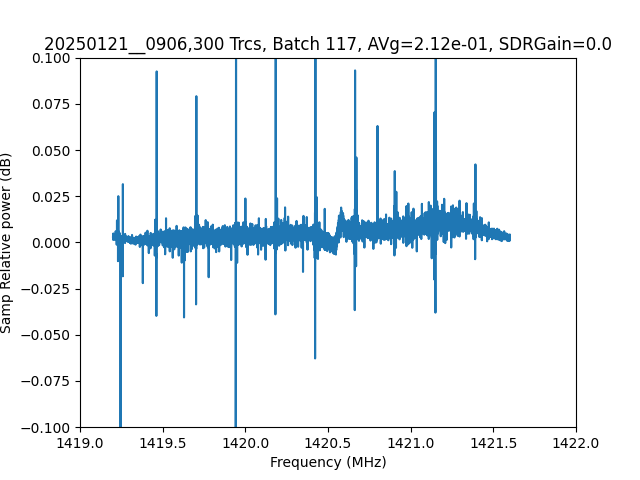 20250121__0906,300 Trcs, Batch 117, AVg=2.12e-01, SDRGain=0.0
Samp Relative power (dB)
0.100
0.075
0.050
0.025
0.000
−0.025
−0.050
−0.075
−0.100
1419.0 1419.5 1420.0 1420.5 1421.0 1421.5 1422.0
Frequency (MHz)